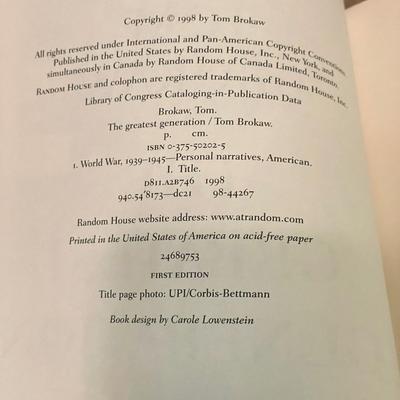 Copyright © 1998 by Tom Brokaw
All rights reserved under International and Pan-American Copyright Conventions.
Published in the United States by Random House, Inc., New York, and
simultaneously in Canada by Random House of Canada Limited, Toronto.
RANDOM HOUSE and colophon are registered trademarks of Random House, Inc.
Library of Congress Cataloging-in-Publication Data
Brokaw, Tom.
The greatest generation / Tom Brokaw.
p. cm.
ISBN 0-375-50202-5
1. World War, 1939–1945—Personal narratives, American.
I. Title.
D811.A2B746 1998
940.54'8173—dc21 98-44267
Random House website address: www.atrandom.com
Printed in the United States of America on acid-free paper
24689753
FIRST EDITION
Title page photo: UPI/Corbis-Bettmann
Book design by Carole Lowenstein